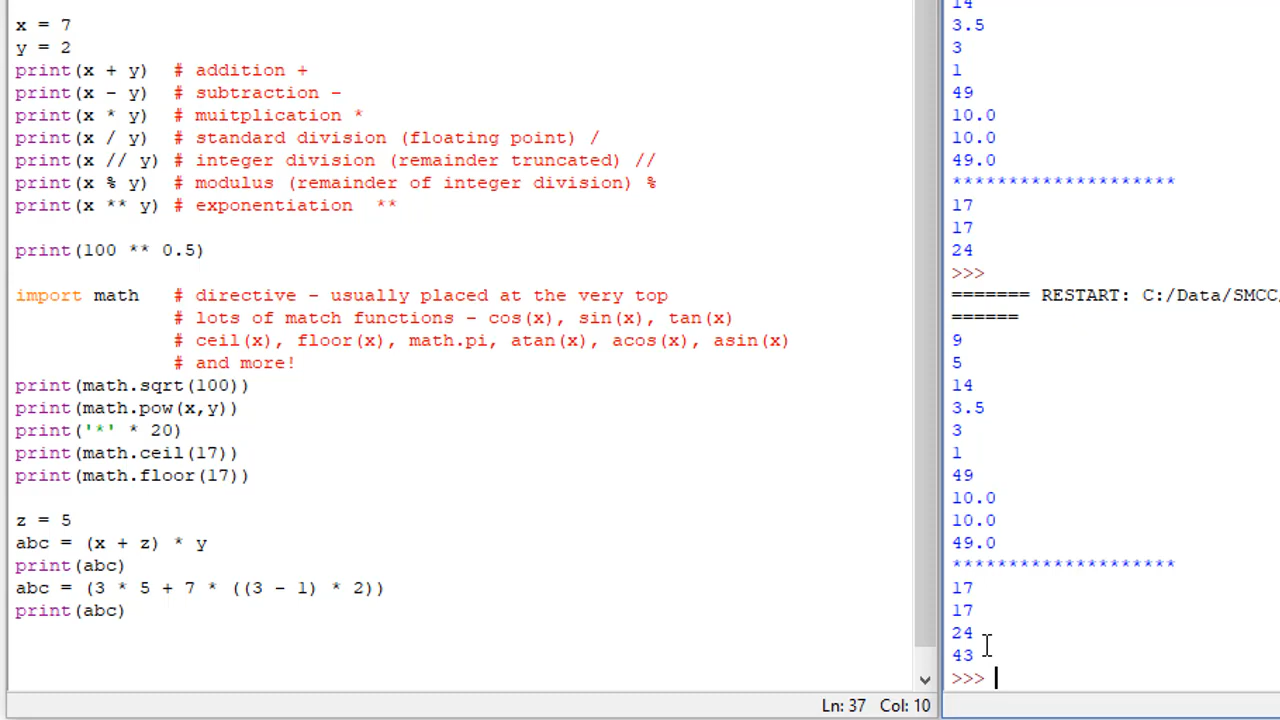 x = 7
y = 2
print(x + y)  # addition +
print(x - y)  # subtraction -
print(x * y)  # muitplication *
print(x / y)  # standard division (floating point) /
print(x // y) # integer division (remainder truncated) //
print(x % y)  # modulus (remainder of integer division) %
print(x ** y) # exponentiation  **
print(100 ** 0.5)
import math   # directive - usually placed at the very top
# lots of match functions - cos(x), sin(x), tan(x)
# ceil(x), floor(x), math.pi, atan(x), acos(x), asin(x)
# and more!
print(math.sqrt(100))
print(math.pow(x,y))
print('*' * 20)
print(math.ceil(17))
print(math.floor(17))
z = 5
abc = (x + z) * y
print(abc)
abc = (3 * 5 + 7 * ((3 - 1) * 2))
print(abc)
Ln: 37  Col: 10
14
3.5
3
1
49
10.0
10.0
49.0
********************
17
17
24
>>>
======= RESTART: C:/Data/SMCC/
======
9
5
14
3.5
3
1
49
10.0
10.0
49.0
********************
17
17
24
43
>>>